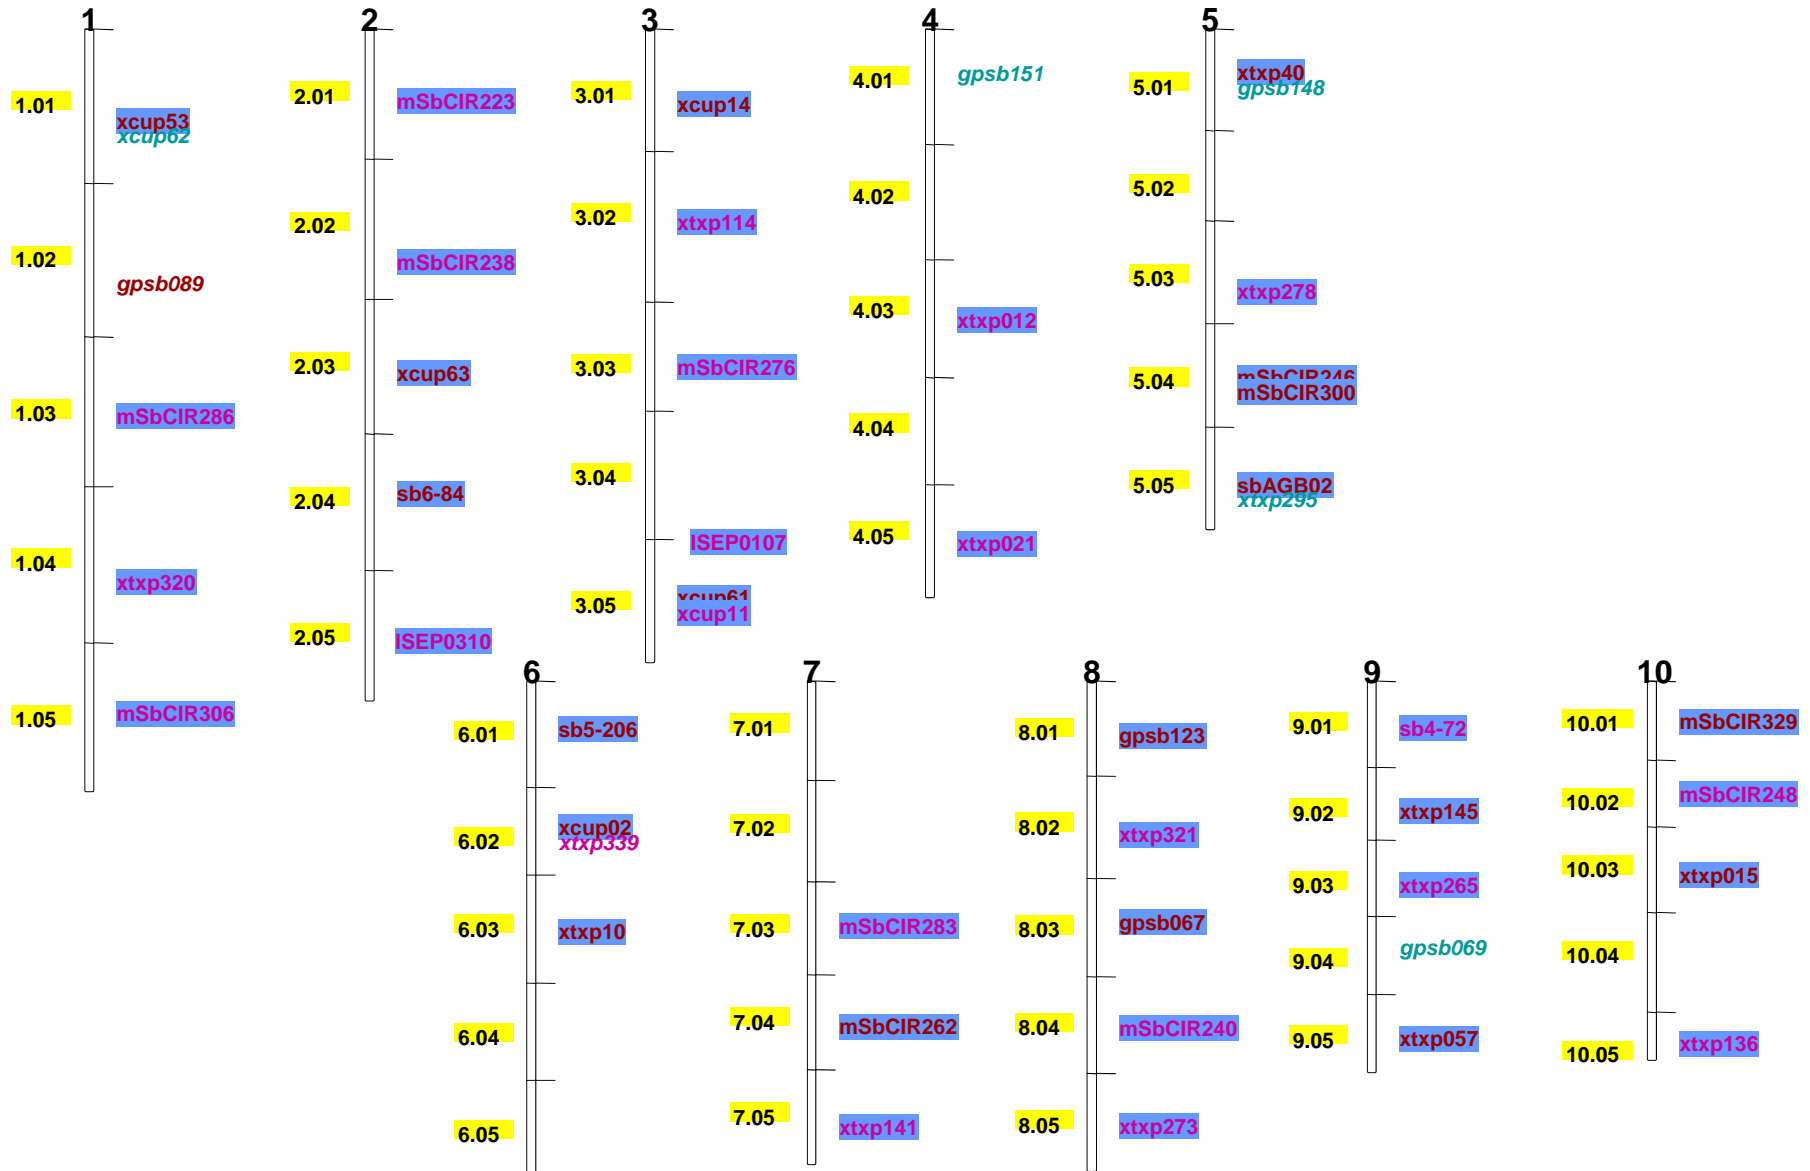 1
1.01
xcup53
xcup62
1.02
gpsb089
1.03
mSbCIR286
1.04
xtxp320
1.05
mSbCIR306
2
2.01
mSbCIR223
2.02
mSbCIR238
2.03
xcup63
2.04
sb6-84
2.05
ISEP0310
3
3.01
xcup14
3.02
xtxp114
3.03
mSbCIR276
3.04
ISEP0107
3.05
xcup61
xcup11
4
4.01
gpsb151
4.02
4.03
xtxp012
4.04
4.05
xtxp021
5
5.01
xtxp40
gpsb148
5.02
5.03
xtxp278
5.04
mSbCIR246
mSbCIR300
5.05
sbAGB02
xtxp295
6
6.01
sb5-206
6.02
xcup02
xtxp339
6.03
xtxp10
6.04
6.05
7
7.01
7.02
7.03
mSbCIR283
7.04
mSbCIR262
7.05
xtxp141
8
8.01
gpsb123
8.02
xtxp321
8.03
gpsb067
8.04
mSbCIR240
8.05
xtxp273
9
9.01
sb4-72
9.02
xtxp145
9.03
xtxp265
9.04
gpsb069
9.05
xtxp057
10
10.01
mSbCIR329
10.02
mSbCIR248
10.03
xtxp015
10.04
10.05
xtxp136